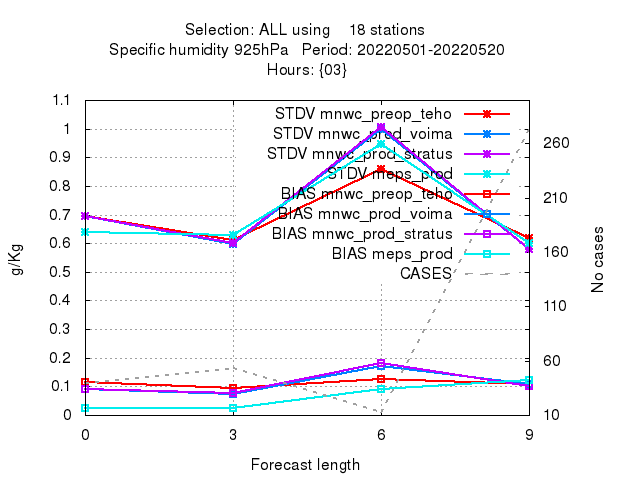 Selection: ALL using 18 stations
Specific humidity 925hPa Period: 20220501-20220520
Hours: {03}
STDV mnwc_preop_teho
STDV mnwc_prod_voima
STDV mnwc_prod_stratus
STDV meps_prod
BIAS mnwc_preop_teho
BIAS mnwc_prod_voima
BIAS mnwc_prod_stratus
BIAS meps_prod
CASES
1.1
1
0.9
0.8
0.7
0.6
0.5
0.4
0.3
0.2
0.1
0
g/Kg
260
210
160
110
60
10
No cases
0 3 6 9
Forecast length